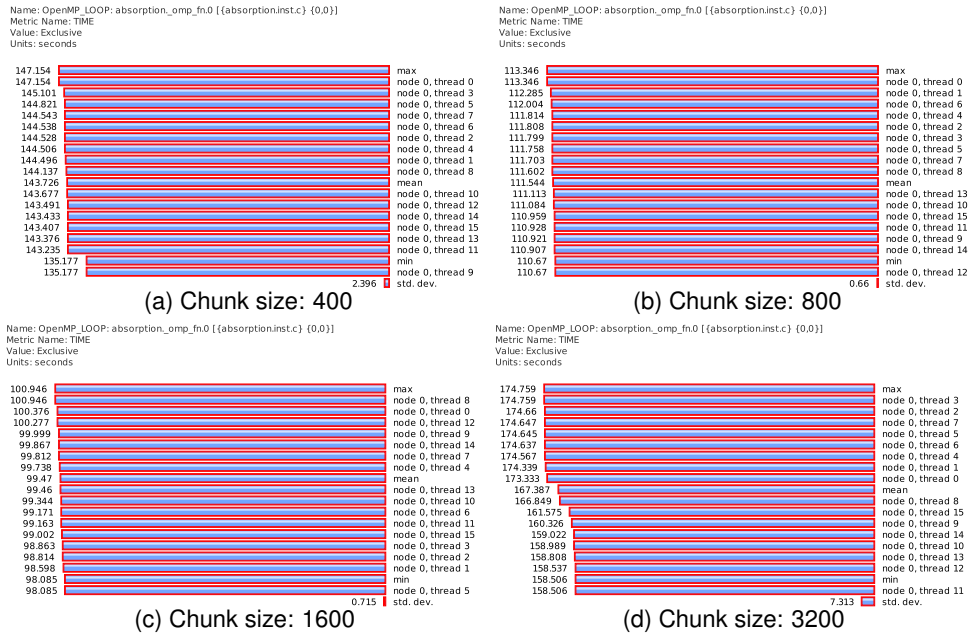 Name: OpenMP_LOOP: absorption._omp_fn.0 [{absorption.inst.c} {0,0}]
Metric Name: TIME
Value: Exclusive
Units: seconds
147.154 max
147.154 node 0, thread 0
145.101 node 0, thread 3
144.821 node 0, thread 5
144.543 node 0, thread 7
144.538 node 0, thread 6
144.528 node 0, thread 2
144.506 node 0, thread 4
144.496 node 0, thread 1
144.137 node 0, thread 8
143.726 mean
143.677 node 0, thread 10
143.491 node 0, thread 12
143.433 node 0, thread 14
143.407 node 0, thread 15
143.376 node 0, thread 13
143.235 node 0, thread 11
135.177 min
135.177 node 0, thread 9
2.396 std. dev.
(a) Chunk size: 400
Name: OpenMP_LOOP: absorption._omp_fn.0 [{absorption.inst.c} {0,0}]
Metric Name: TIME
Value: Exclusive
Units: seconds
113.346 max
113.346 node 0, thread 0
112.285 node 0, thread 1
112.004 node 0, thread 6
111.814 node 0, thread 4
111.808 node 0, thread 2
111.799 node 0, thread 3
111.758 node 0, thread 5
111.703 node 0, thread 7
111.602 node 0, thread 8
111.544 mean
111.113 node 0, thread 13
111.084 node 0, thread 10
110.959 node 0, thread 15
110.928 node 0, thread 11
110.921 node 0, thread 9
110.907 node 0, thread 14
110.67 min
110.67 node 0, thread 12
0.66 std. dev.
(b) Chunk size: 800
Name: OpenMP_LOOP: absorption._omp_fn.0 [{absorption.inst.c} {0,0}]
Metric Name: TIME
Value: Exclusive
Units: seconds
100.946 max
100.946 node 0, thread 8
100.376 node 0, thread 0
100.277 node 0, thread 12
99.999 node 0, thread 9
99.867 node 0, thread 14
99.812 node 0, thread 7
99.738 node 0, thread 4
99.47 mean
99.46 node 0, thread 13
99.344 node 0, thread 10
99.171 node 0, thread 6
99.163 node 0, thread 11
99.002 node 0, thread 15
98.863 node 0, thread 3
98.814 node 0, thread 2
98.598 node 0, thread 1
98.085 min
98.085 node 0, thread 5
0.715 std. dev.
(c) Chunk size: 1600
Name: OpenMP_LOOP: absorption._omp_fn.0 [{absorption.inst.c} {0,0}]
Metric Name: TIME
Value: Exclusive
Units: seconds
174.759 max
174.759 node 0, thread 3
174.66 node 0, thread 2
174.647 node 0, thread 7
174.645 node 0, thread 5
174.637 node 0, thread 6
174.567 node 0, thread 4
174.339 node 0, thread 1
173.333 node 0, thread 0
167.387 mean
166.849 node 0, thread 8
161.575 node 0, thread 15
160.326 node 0, thread 9
159.022 node 0, thread 14
158.989 node 0, thread 10
158.808 node 0, thread 13
158.537 node 0, thread 12
158.506 min
158.506 node 0, thread 11
7.313 std. dev.
(d) Chunk size: 3200